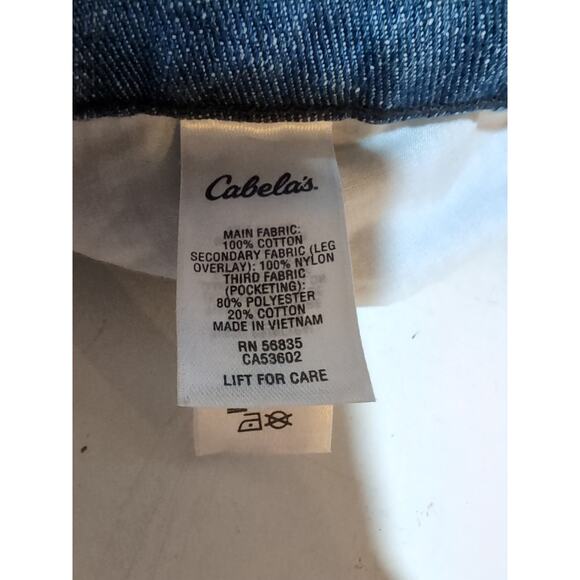 Cabela's.
MAIN FABRIC:
100% COTTON
SECONDARY FABRIC (LEG
OVERLAY): 100% NYLON
THIRD FABRIC
(POCKETING):
80% POLYESTER
20% COTTON
MADE IN VIETNAM
RN 56835
CA53602
LIFT FOR CARE